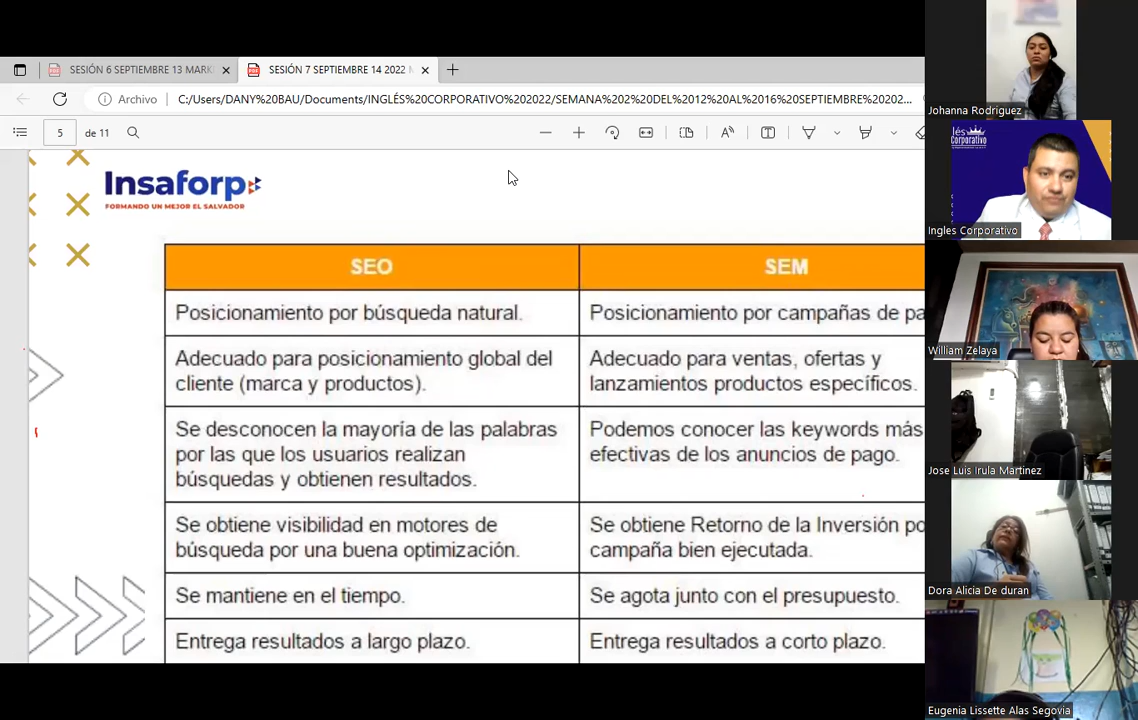 SESIÓN 6 SEPTIEMBRE 13 MARK
SESIÓN 7 SEPTIEMBRE 14 2022 M
Archivo
C:/Users/DANY%20BAU/Documents/INGLÉS%20CORPORATIVO%202022/SEMANA%202%20DEL%2012%20AL%2016%20SEPTIEMBRE%20202...
5 de 11
Insaforp
FORMANDO UN MEJOR EL SALVADOR
SEO
SEM
Posicionamiento por búsqueda natural.
Posicionamiento por campañas de pa
Adecuado para posicionamiento global del
cliente (marca y productos).
Adecuado para ventas, ofertas y
lanzamientos productos específicos.
Se desconocen la mayoría de las palabras
por las que los usuarios realizan
búsquedas y obtienen resultados.
Podemos conocer las keywords más
efectivas de los anuncios de pago.
Se obtiene visibilidad en motores de
búsqueda por una buena optimización.
Se obtiene Retorno de la Inversión po
campaña bien ejecutada.
Se mantiene en el tiempo.
Se agota junto con el presupuesto.
Entrega resultados a largo plazo.
Entrega resultados a corto plazo.
Johanna Rodriguez
lés
Corporativo
Ingles Corporativo
William Zelaya
Jose Luis Irula Martinez
Dora Alicia De duran
Eugenia Lissette Alas Segovia